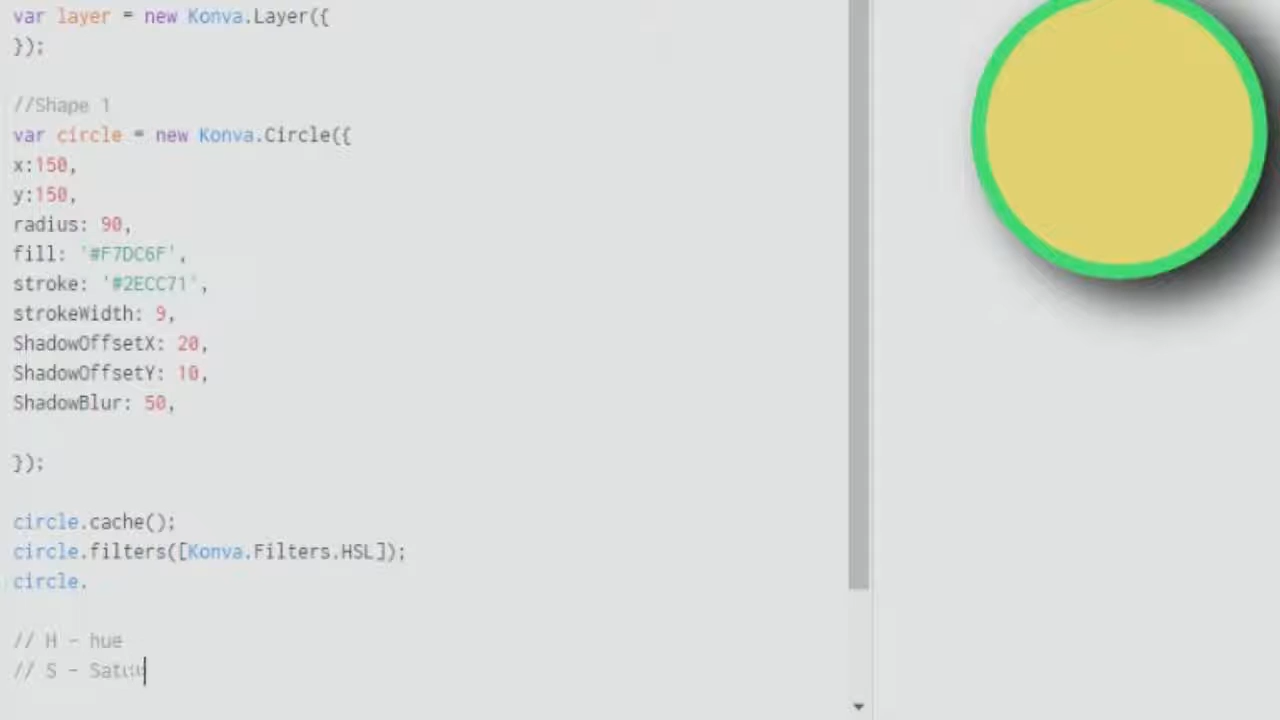 var layer = new Konva.Layer({
});
//Shape 1
var circle = new Konva.Circle({
x:150,
y:150,
radius: 90,
fill: '#F7DC6F',
stroke: '#2ECC71',
strokeWidth: 9,
ShadowOffsetX: 20,
ShadowOffsetY: 10,
ShadowBlur: 50,
});
circle.cache();
circle.filters([Konva.Filters.HSL]);
circle.
// H - hue
// S -